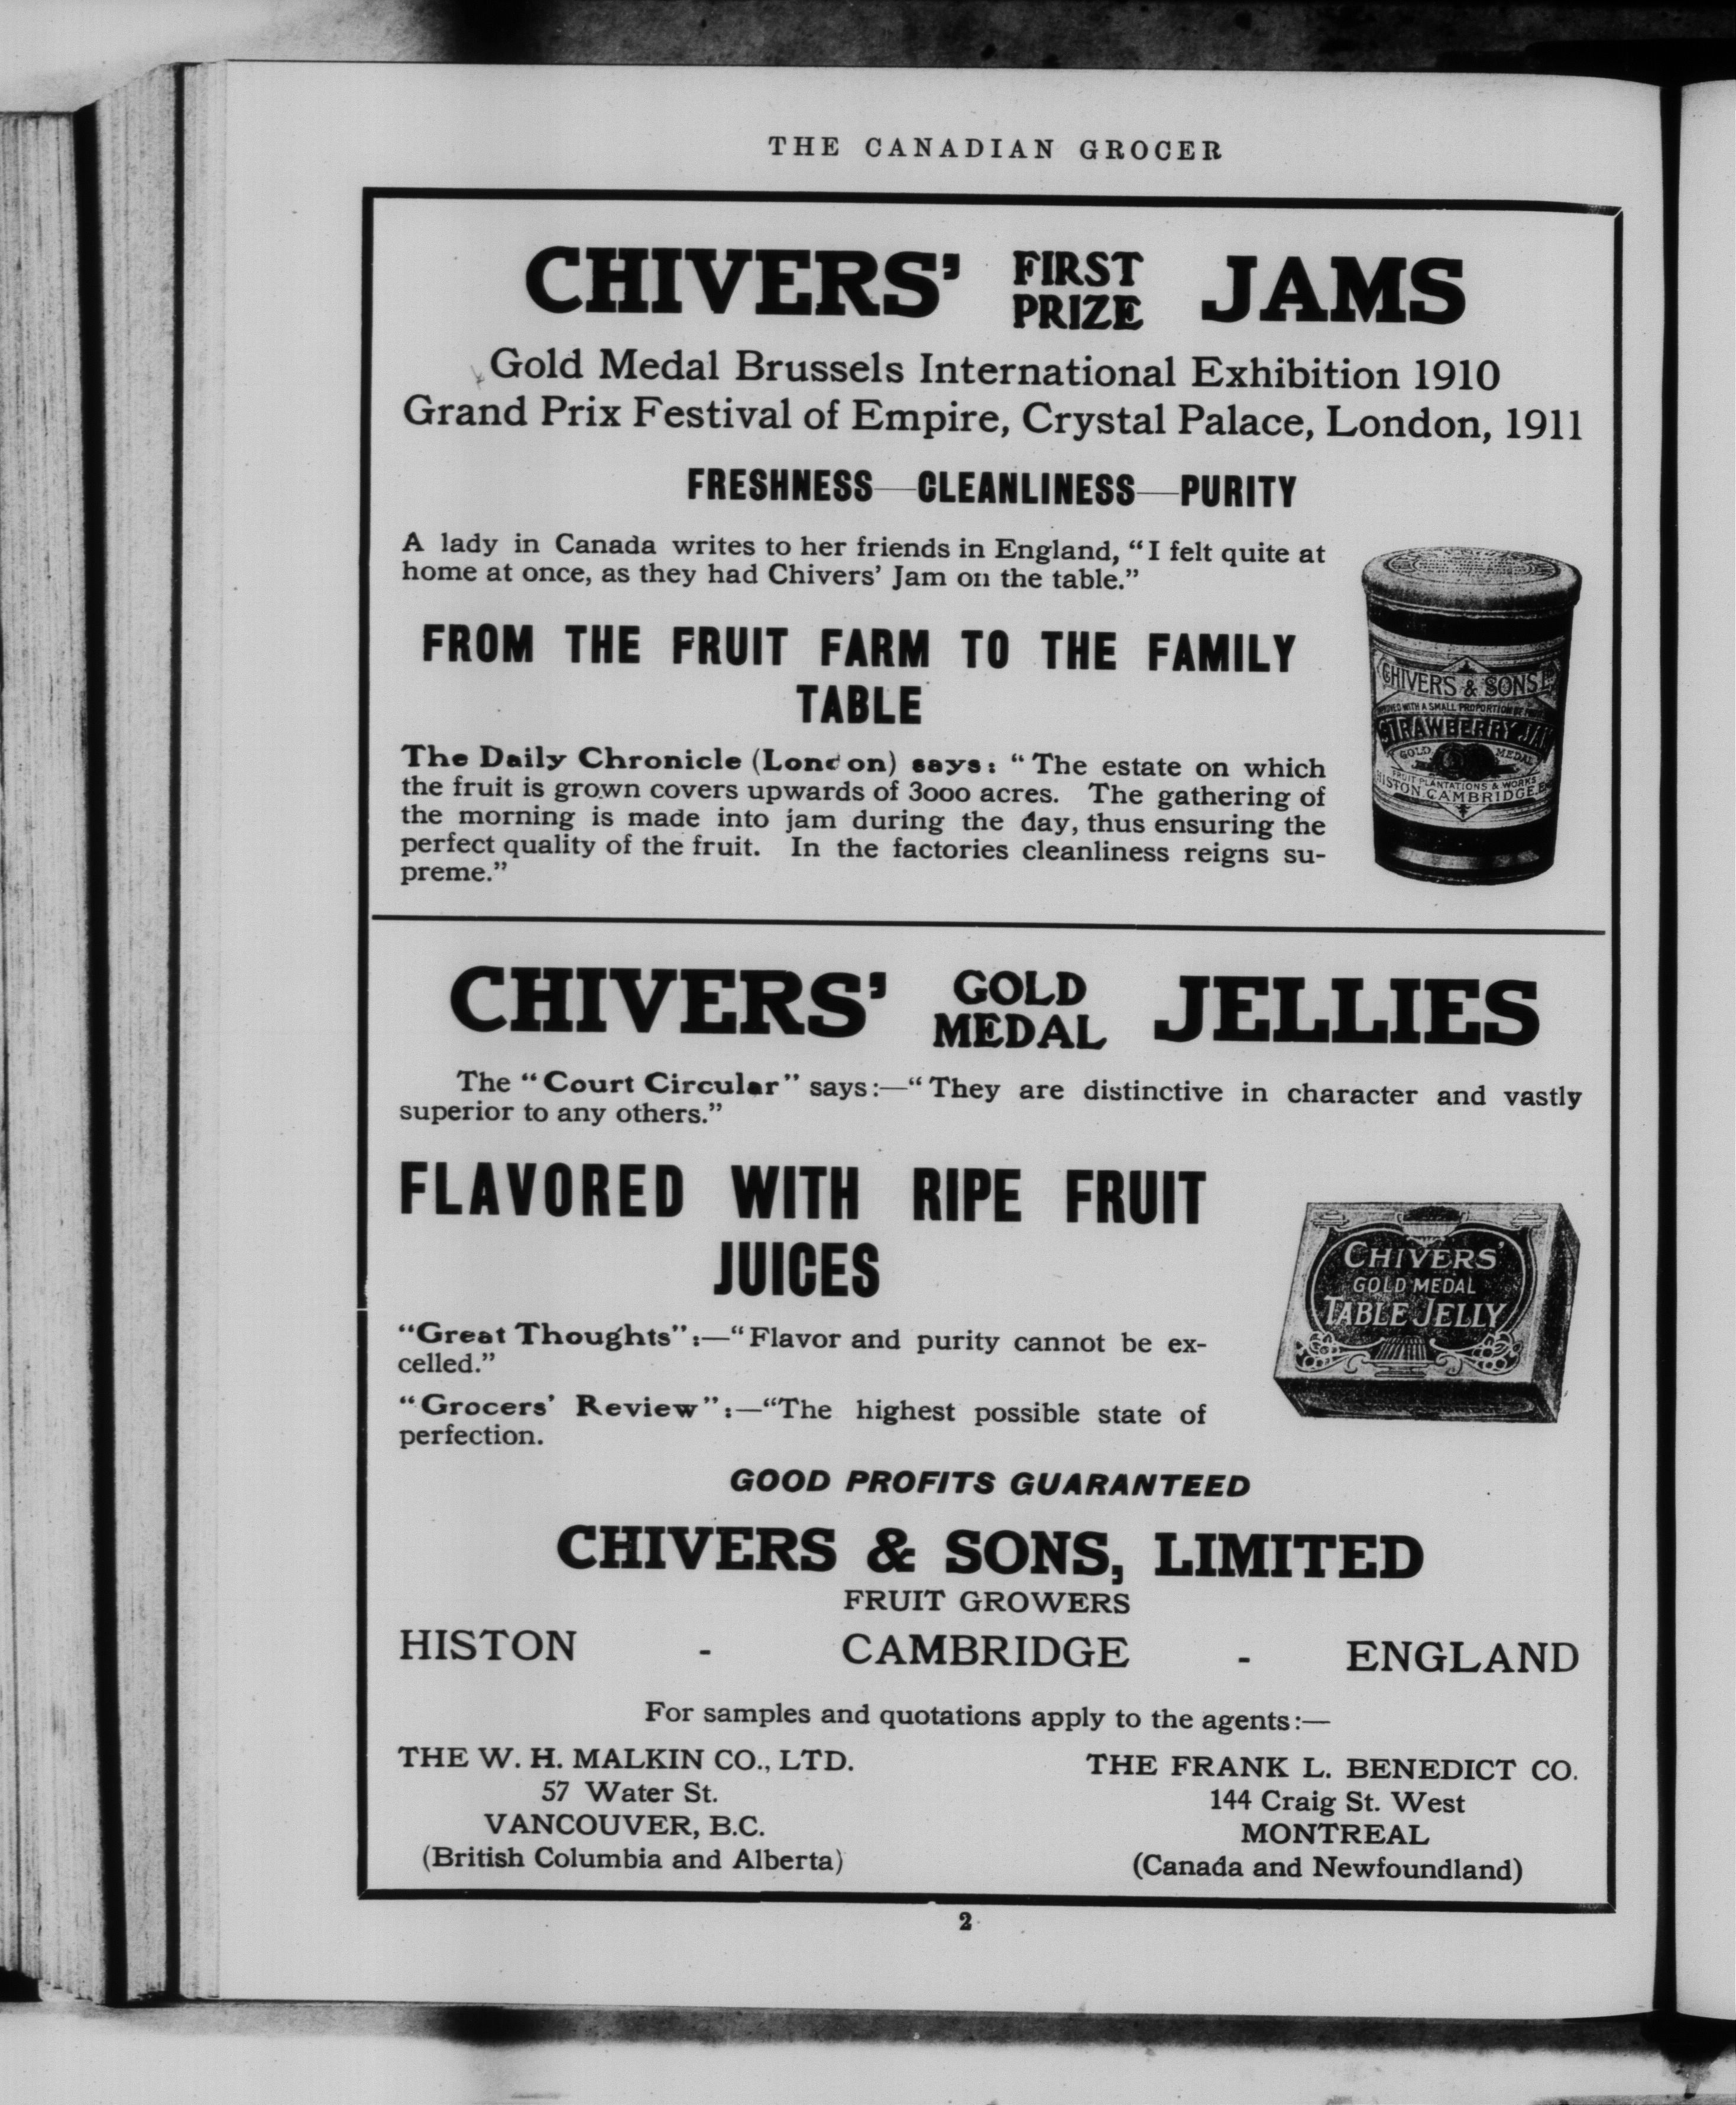 THE CANADIAN GROCER
CHIVERS' FIRST PRIZE JAMS
Gold Medal Brussels International Exhibition 1910
Grand Prix Festival of Empire, Crystal Palace, London, 1911
FRESHNESS—CLEANLINESS—PURITY
A lady in Canada writes to her friends in England, "I felt quite at
home at once, as they had Chivers' Jam on the table."
FROM THE FRUIT FARM TO THE FAMILY
TABLE
The Daily Chronicle (London) says: "The estate on which
the fruit is grown covers upwards of 3000 acres. The gathering of
the morning is made into jam during the day, thus ensuring the
perfect quality of the fruit. In the factories cleanliness reigns su-
preme."
CHIVERS & SONS LD
WITH A SMALL PROPORTION OF
STRAWBERRY JAM
GOLD MEDAL
FRUIT PLANTATIONS & WORKS
HISTON, CAMBRIDGE,
CHIVERS' GOLD MEDAL JELLIES
The "Court Circular" says:—"They are distinctive in character and vastly
superior to any others."
FLAVORED WITH RIPE FRUIT
JUICES
CHIVERS'
GOLD MEDAL
TABLE JELLY
"Great Thoughts":—"Flavor and purity cannot be ex-
celled."
"Grocers' Review":—"The highest possible state of
perfection.
GOOD PROFITS GUARANTEED
CHIVERS & SONS, LIMITED
FRUIT GROWERS
HISTON - CAMBRIDGE - ENGLAND
For samples and quotations apply to the agents:—
THE W. H. MALKIN CO., LTD.
57 Water St.
VANCOUVER, B.C.
(British Columbia and Alberta)
THE FRANK L. BENEDICT CO.
144 Craig St. West
MONTREAL
(Canada and Newfoundland)
2